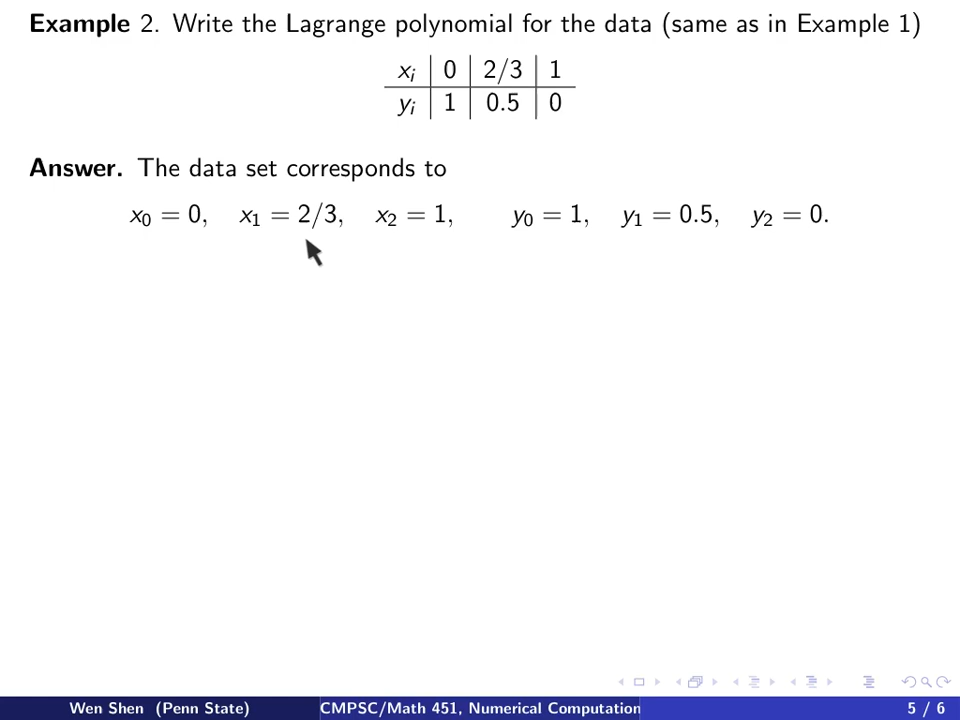 Example 2. Write the Lagrange polynomial for the data (same as in Example 1)
xᵢ | 0 | 2/3 | 1
yᵢ | 1 | 0.5 | 0
Answer. The data set corresponds to
x₀ = 0, x₁ = 2/3, x₂ = 1, y₀ = 1, y₁ = 0.5, y₂ = 0.
Wen Shen (Penn State) CMPSC/Math 451, Numerical Computation 5 / 6